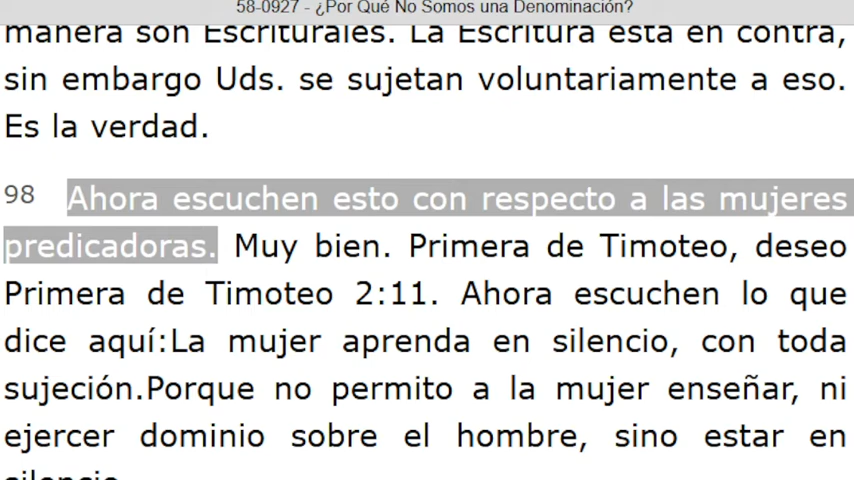 58-0927 - ¿Por Qué No Somos una Denominación?
manera son Escriturales. La Escritura está en contra,
sin embargo Uds. se sujetan voluntariamente a eso.
Es la verdad.
98 Ahora escuchen esto con respecto a las mujeres
predicadoras. Muy bien. Primera de Timoteo, deseo
Primera de Timoteo 2:11. Ahora escuchen lo que
dice aquí:La mujer aprenda en silencio, con toda
sujeción.Porque no permito a la mujer enseñar, ni
ejercer dominio sobre el hombre, sino estar en
silencio